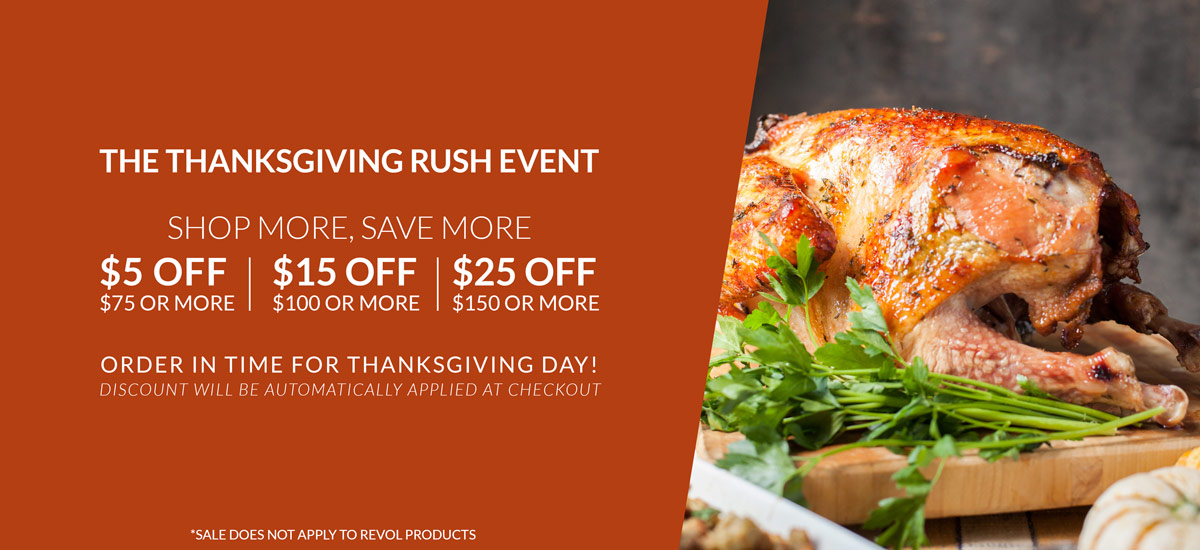 THE THANKSGIVING RUSH EVENT
SHOP MORE, SAVE MORE
$5 OFF | $15 OFF | $25 OFF
$75 OR MORE | $100 OR MORE | $150 OR MORE
ORDER IN TIME FOR THANKSGIVING DAY!
DISCOUNT WILL BE AUTOMATICALLY APPLIED AT CHECKOUT
*SALE DOES NOT APPLY TO REVOL PRODUCTS